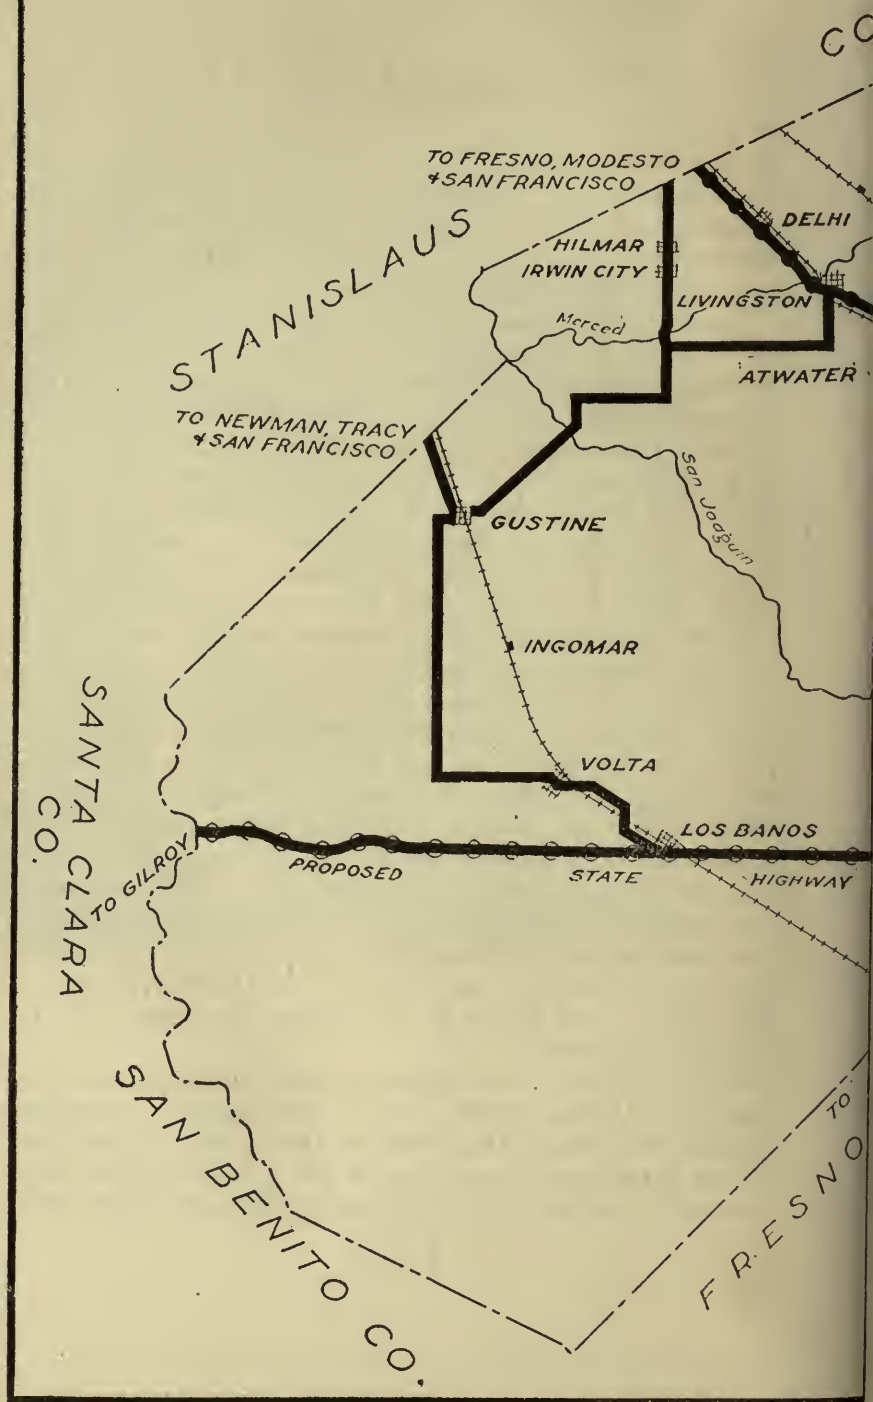 CO
TO FRESNO, MODESTO
& SAN FRANCISCO
DELHI
STANISLAUS
HILMAR
IRWIN CITY
LIVINGSTON
Merced
ATWATER
TO NEWMAN, TRACY
& SAN FRANCISCO
San Joaquin
GUSTINE
INGOMAR
VOLTA
SANTA CLARA
CO.
LOS BANOS
TO GILROY
PROPOSED STATE HIGHWAY
TO
SAN BENITO CO.
FRESNO